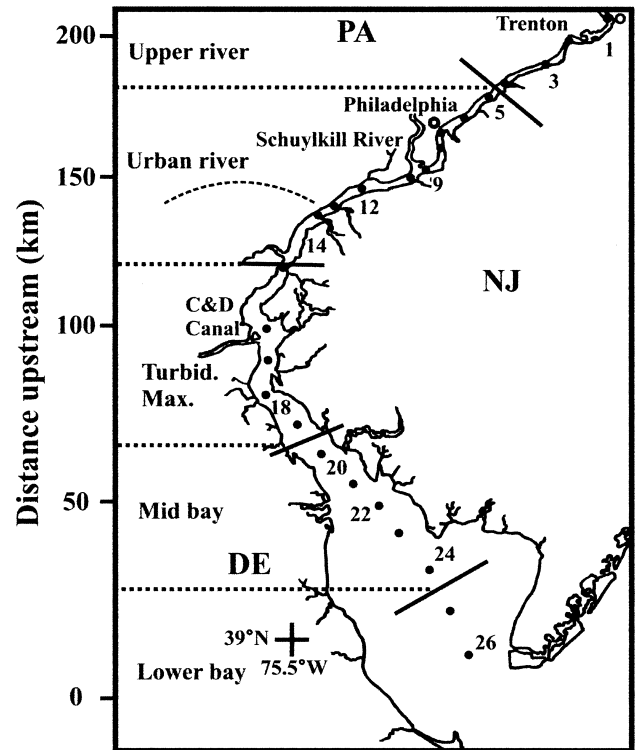 PA
Trenton
200
Upper river
1
3
5
Philadelphia
Schuylkill River
Urban river
150
9
12
14
NJ
C&D
Canal
100
Turbid.
Max.
18
20
50
22
Mid bay
24
DE
39°N
75.5°W
26
Lower bay
0
Distance upstream (km)